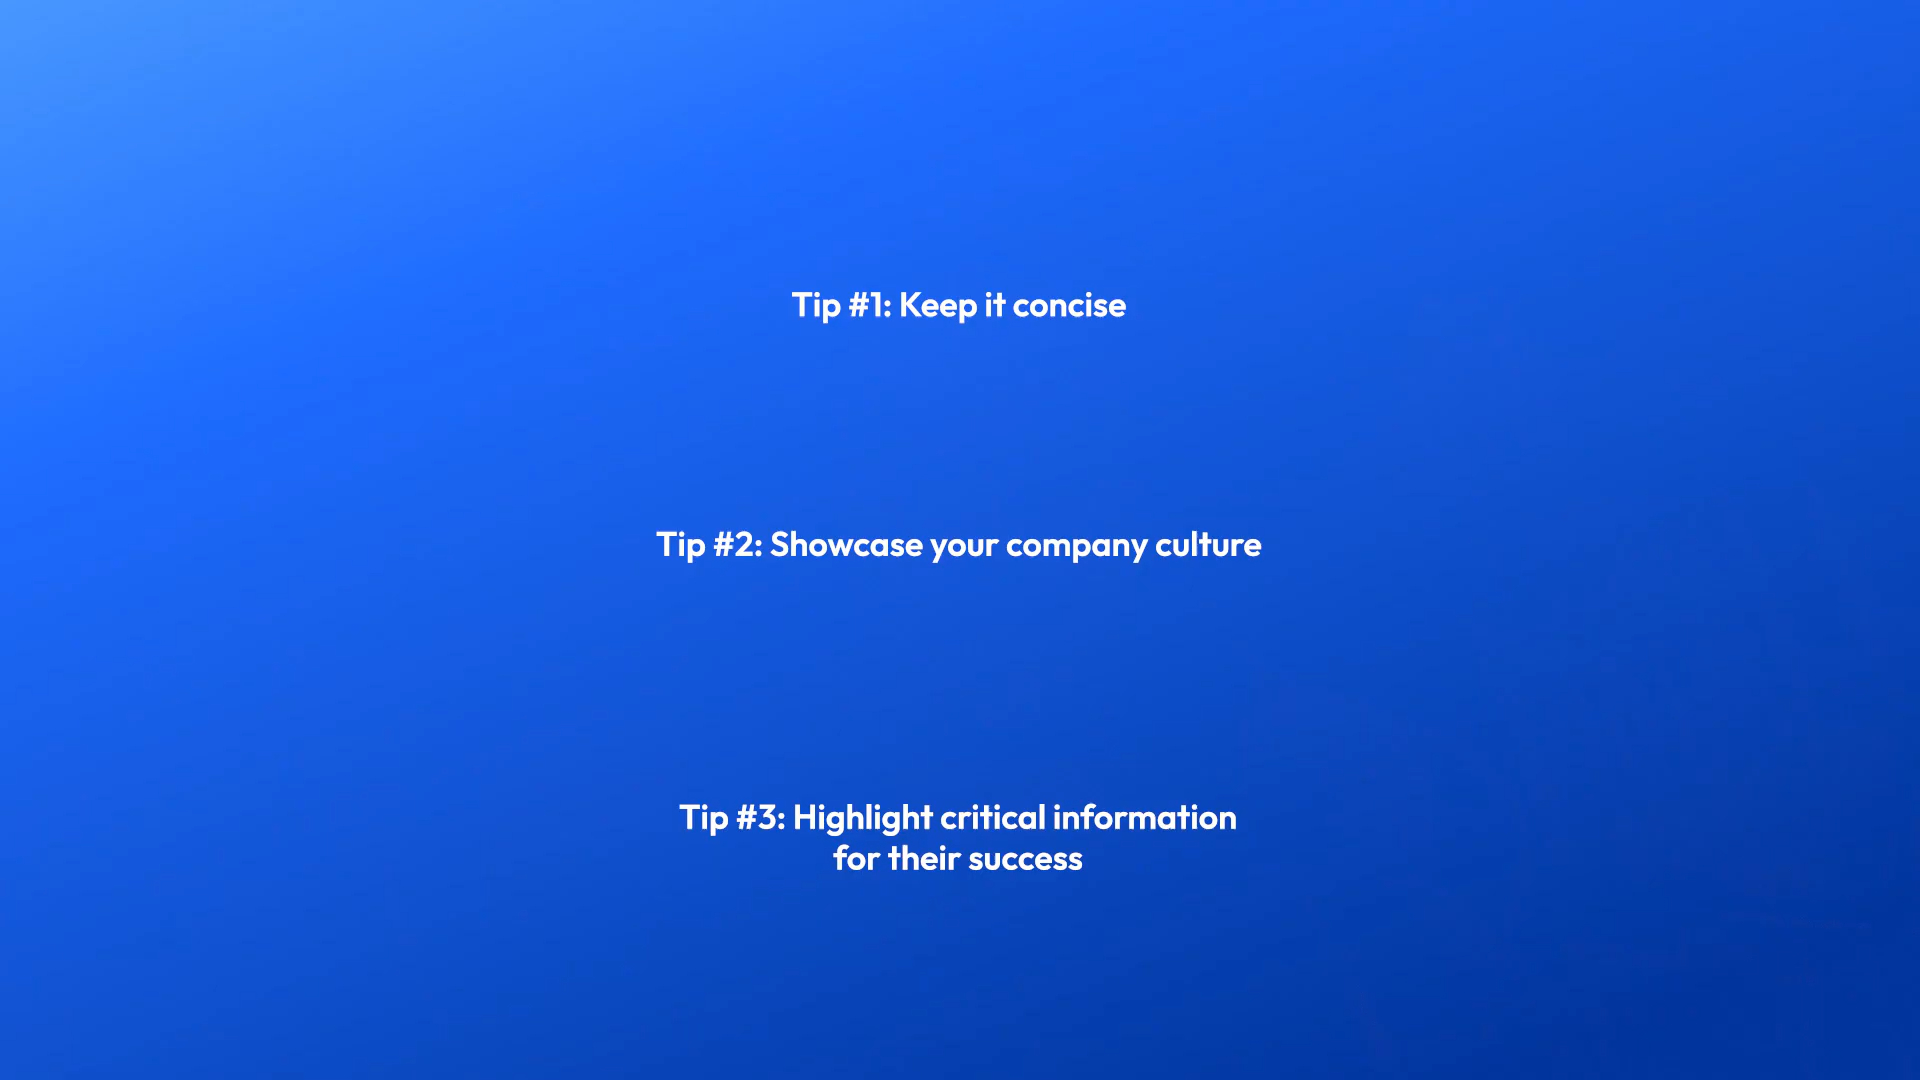 Tip #1: Keep it concise
Tip #2: Showcase your company culture
Tip #3: Highlight critical information
for their success